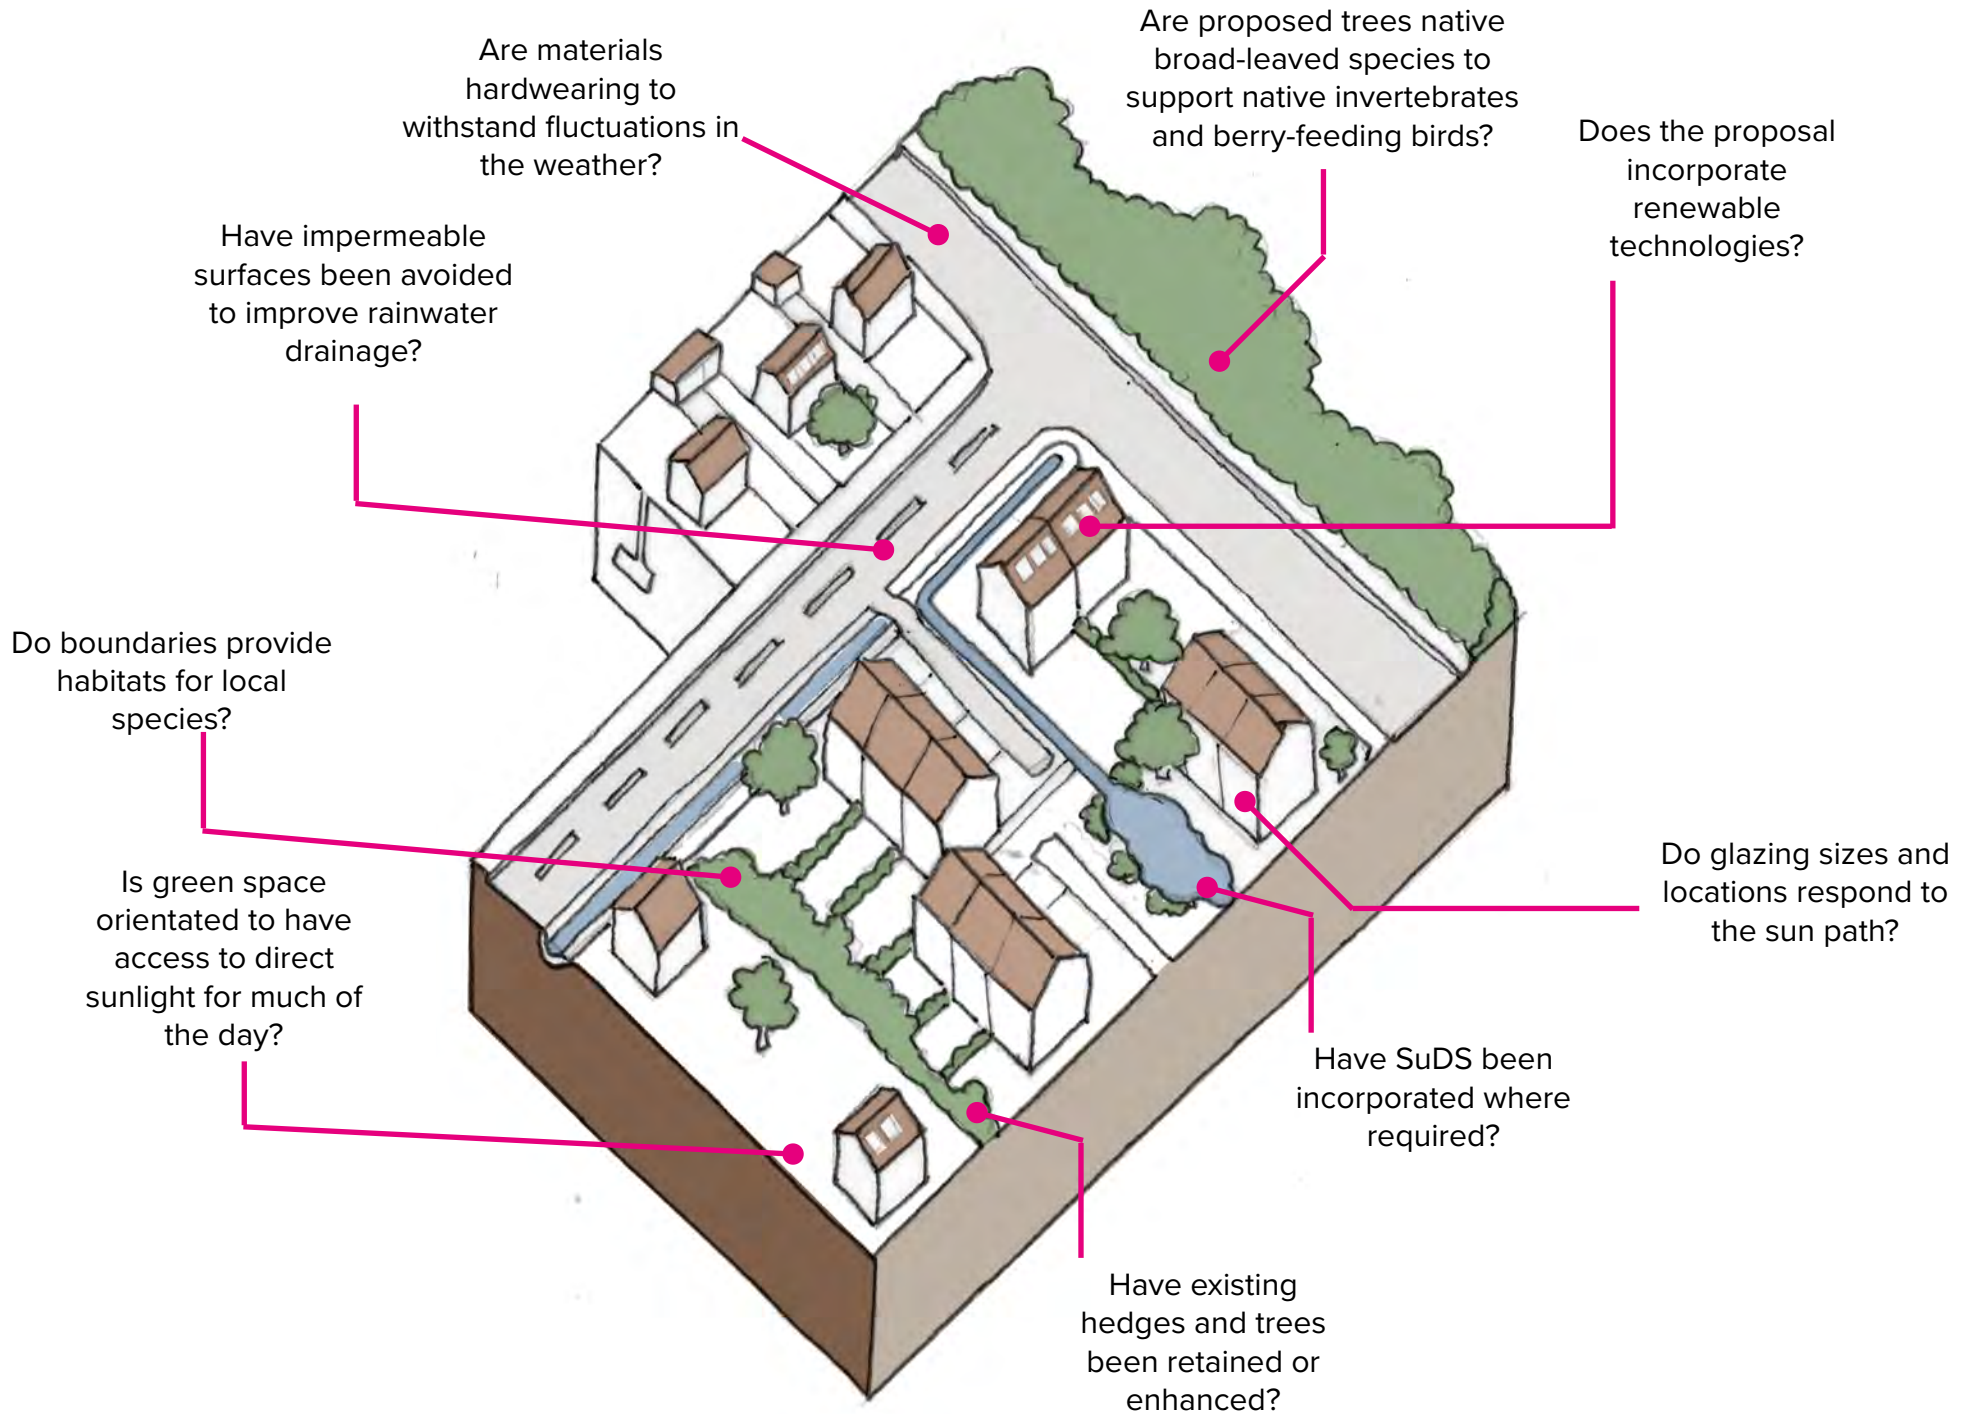 Are materials
hardwearing to
withstand fluctuations in
the weather?
Are proposed trees native
broad-leaved species to
support native invertebrates
and berry-feeding birds?
Does the proposal
incorporate
renewable
technologies?
Have impermeable
surfaces been avoided
to improve rainwater
drainage?
Do boundaries provide
habitats for local
species?
Is green space
orientated to have
access to direct
sunlight for much of
the day?
Do glazing sizes and
locations respond to
the sun path?
Have SuDS been
incorporated where
required?
Have existing
hedges and trees
been retained or
enhanced?